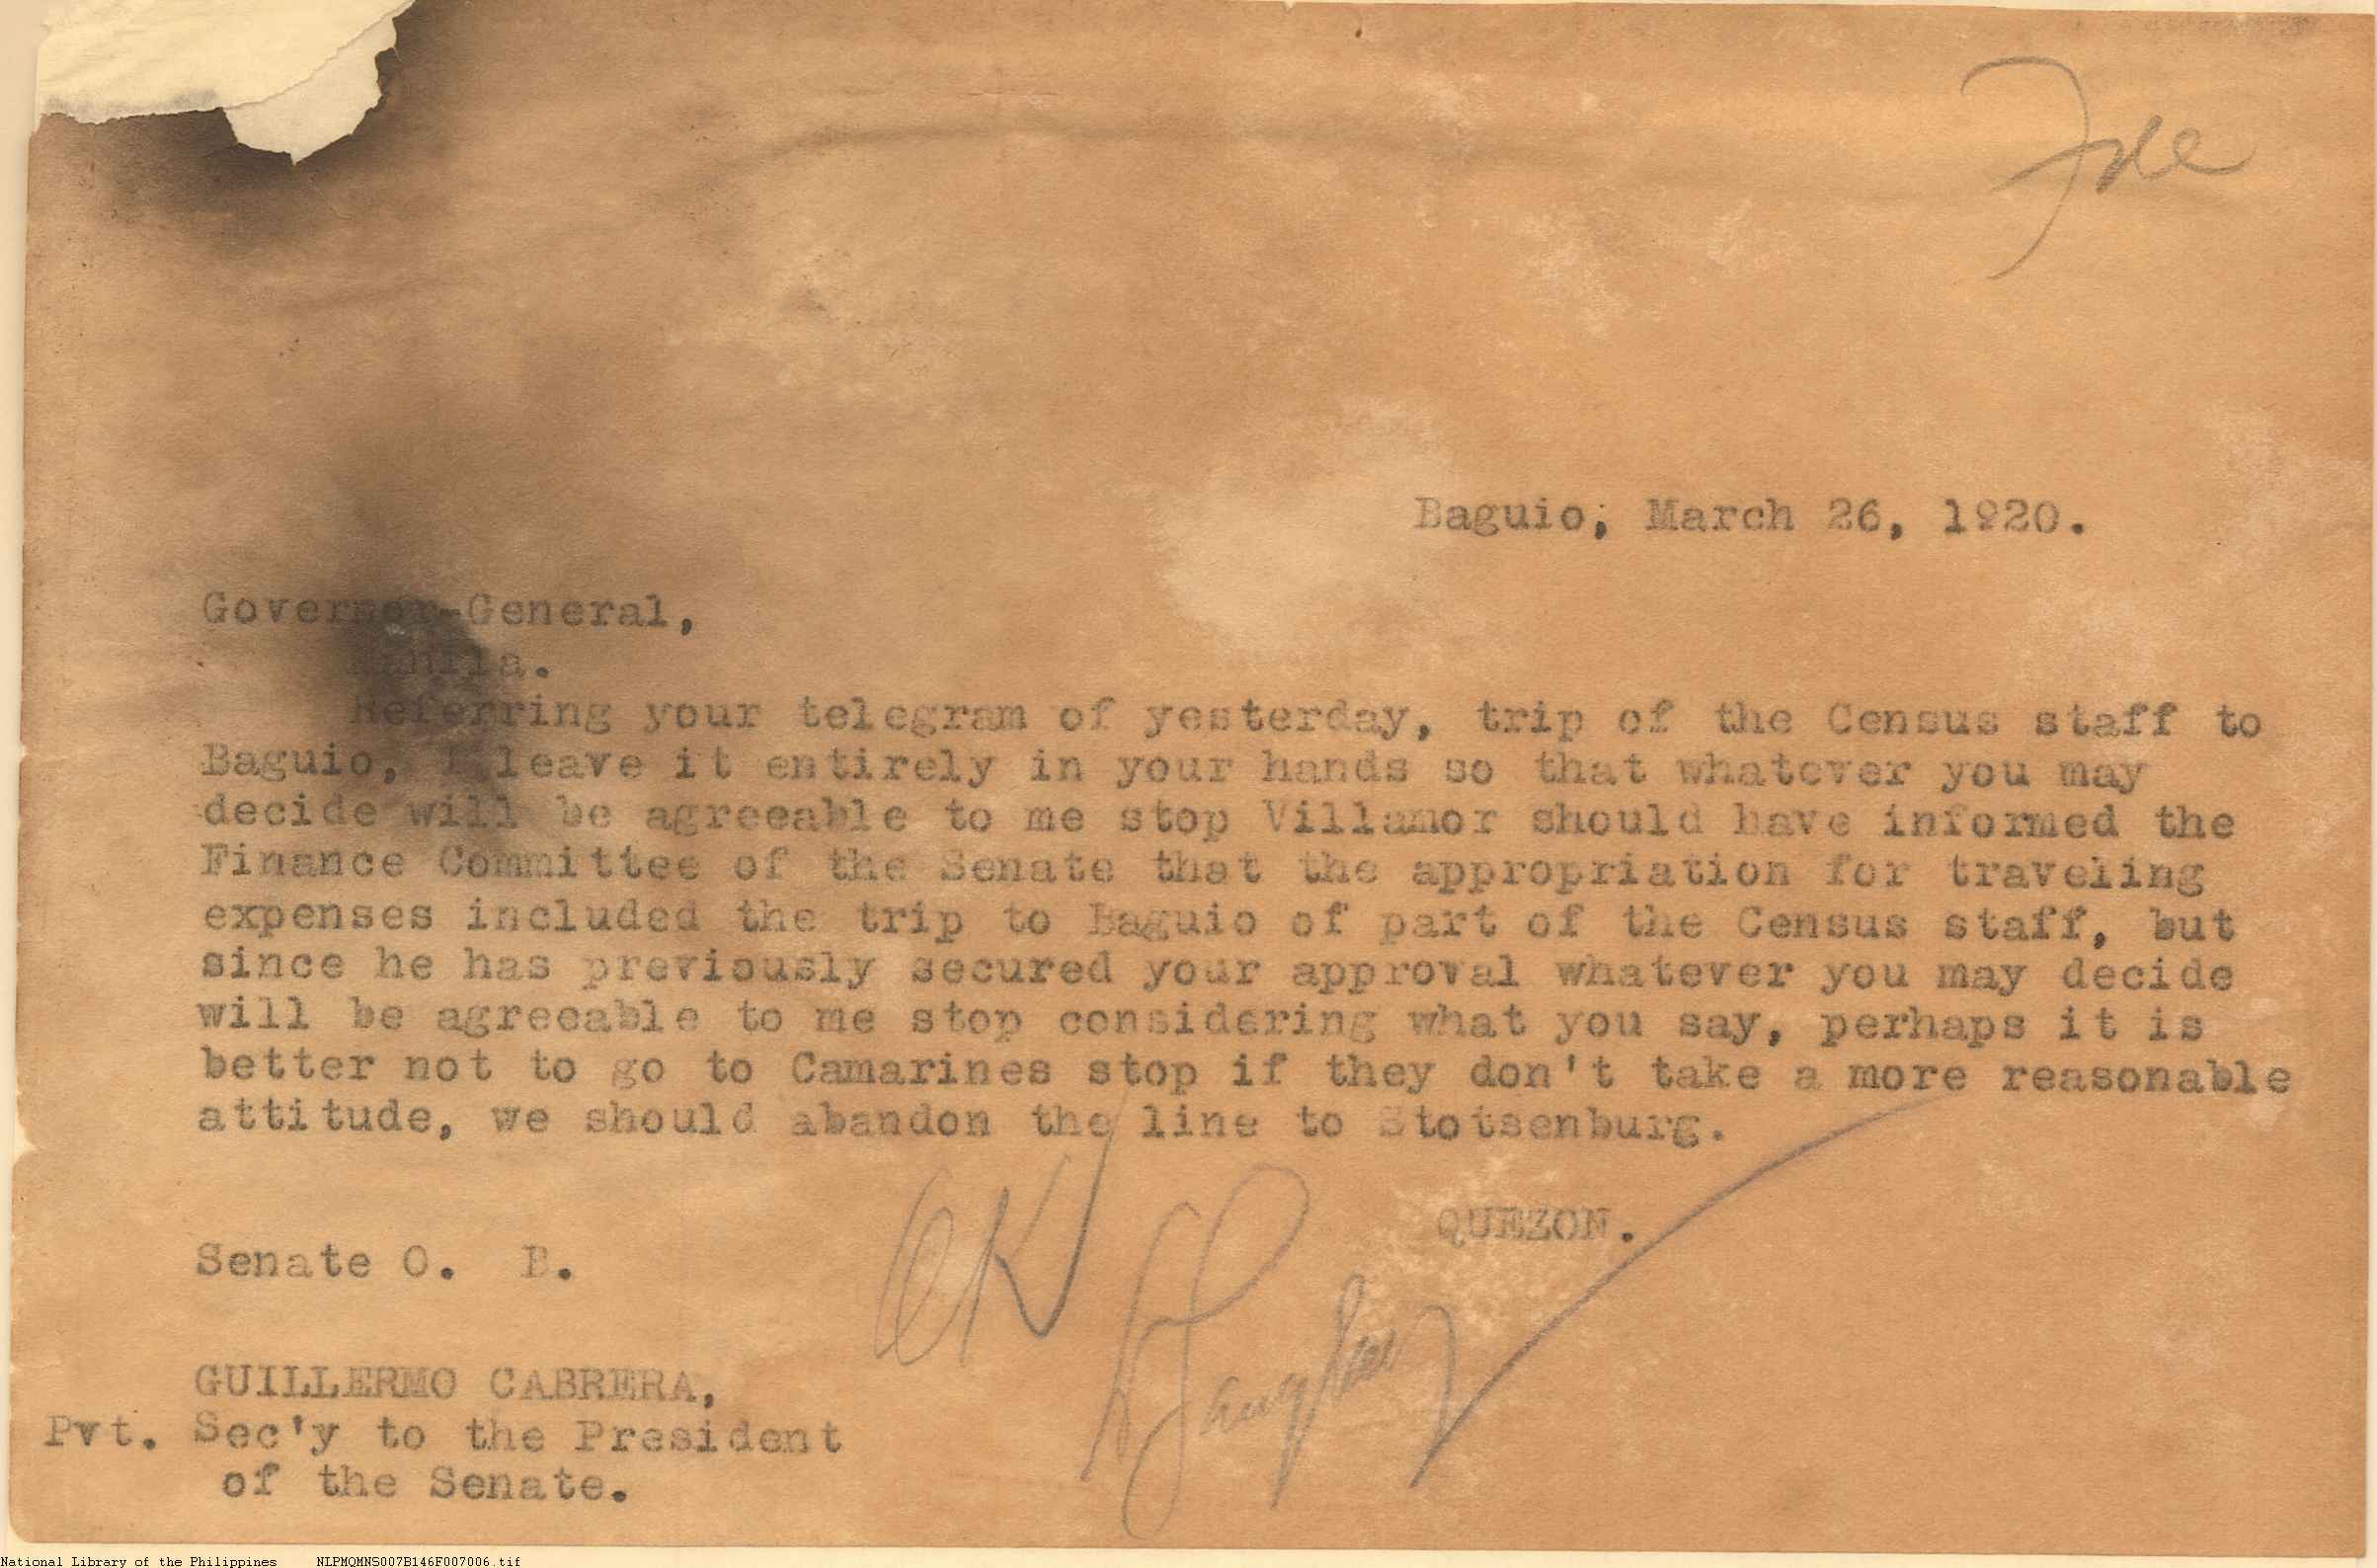 File
Baguio; March 26, 1920.
Governor-General,
Manila.
Referring your telegram of yesterday, trip of the Census staff to
Baguio, I leave it entirely in your hands so that whatever you may
decide will be agreeable to me stop Villamor should have informed the
Finance Committee of the Senate that the appropriation for traveling
expenses included the trip to Baguio of part of the Census staff, but
since he has previously secured your approval whatever you may decide
will be agreeable to me stop considering what you say, perhaps it is
better not to go to Camarines stop if they don't take a more reasonable
attitude, we should abandon the line to Stotsenburg.
QUEZON.
OK
Senate O. B.
GUILLERMO CABRERA,
Pvt. Sec'y to the President
of the Senate.
National Library of the Philippines NLPMQMNS007B146F007006.tif